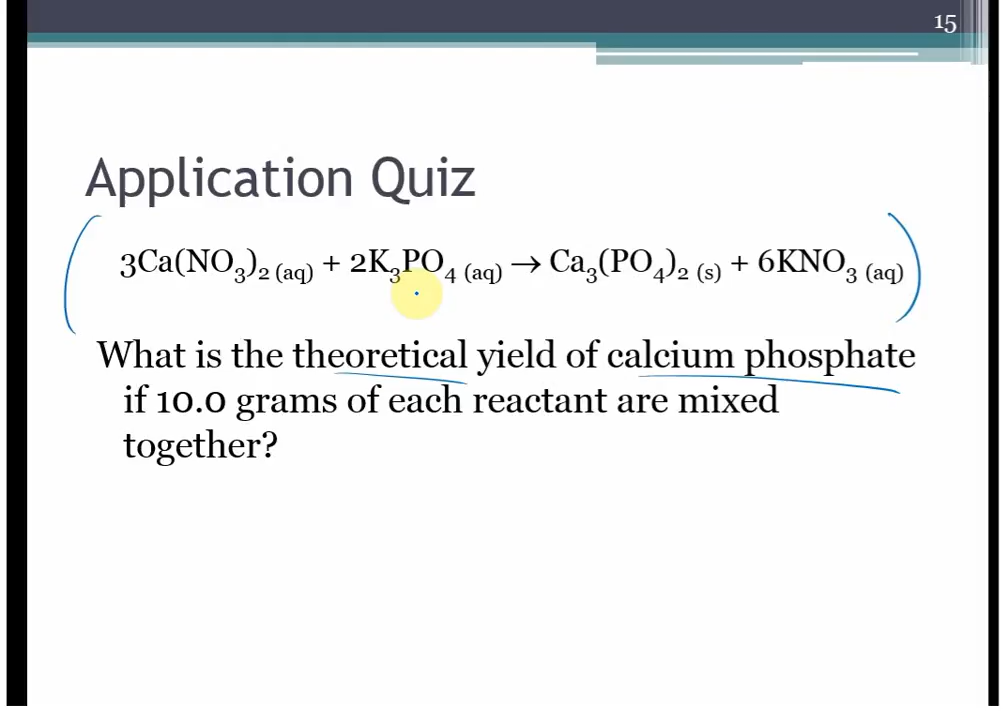 15
Application Quiz
3Ca(NO₃)₂ (aq) + 2K₃PO₄ (aq) → Ca₃(PO₄)₂ (s) + 6KNO₃ (aq)
What is the theoretical yield of calcium phosphate
if 10.0 grams of each reactant are mixed
together?